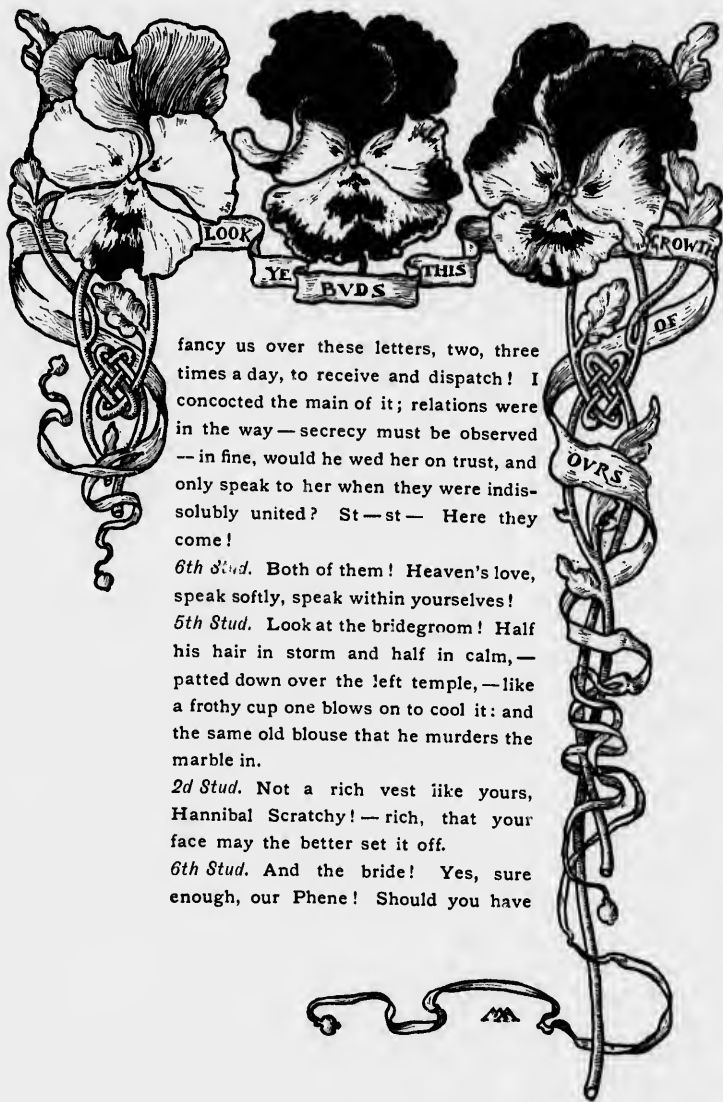 LOOK
YE
BVDS
THIS
GROWTH
OF
OVRS
fancy us over these letters, two, three
times a day, to receive and dispatch! I
concocted the main of it; relations were
in the way — secrecy must be observed
— in fine, would he wed her on trust, and
only speak to her when they were indis-
solubly united? St — st — Here they
come!
6th Stud. Both of them! Heaven's love,
speak softly, speak within yourselves!
5th Stud. Look at the bridegroom! Half
his hair in storm and half in calm, —
patted down over the left temple, — like
a frothy cup one blows on to cool it: and
the same old blouse that he murders the
marble in.
2d Stud. Not a rich vest like yours,
Hannibal Scratchy! — rich, that your
face may the better set it off.
6th Stud. And the bride! Yes, sure
enough, our Phene! Should you have